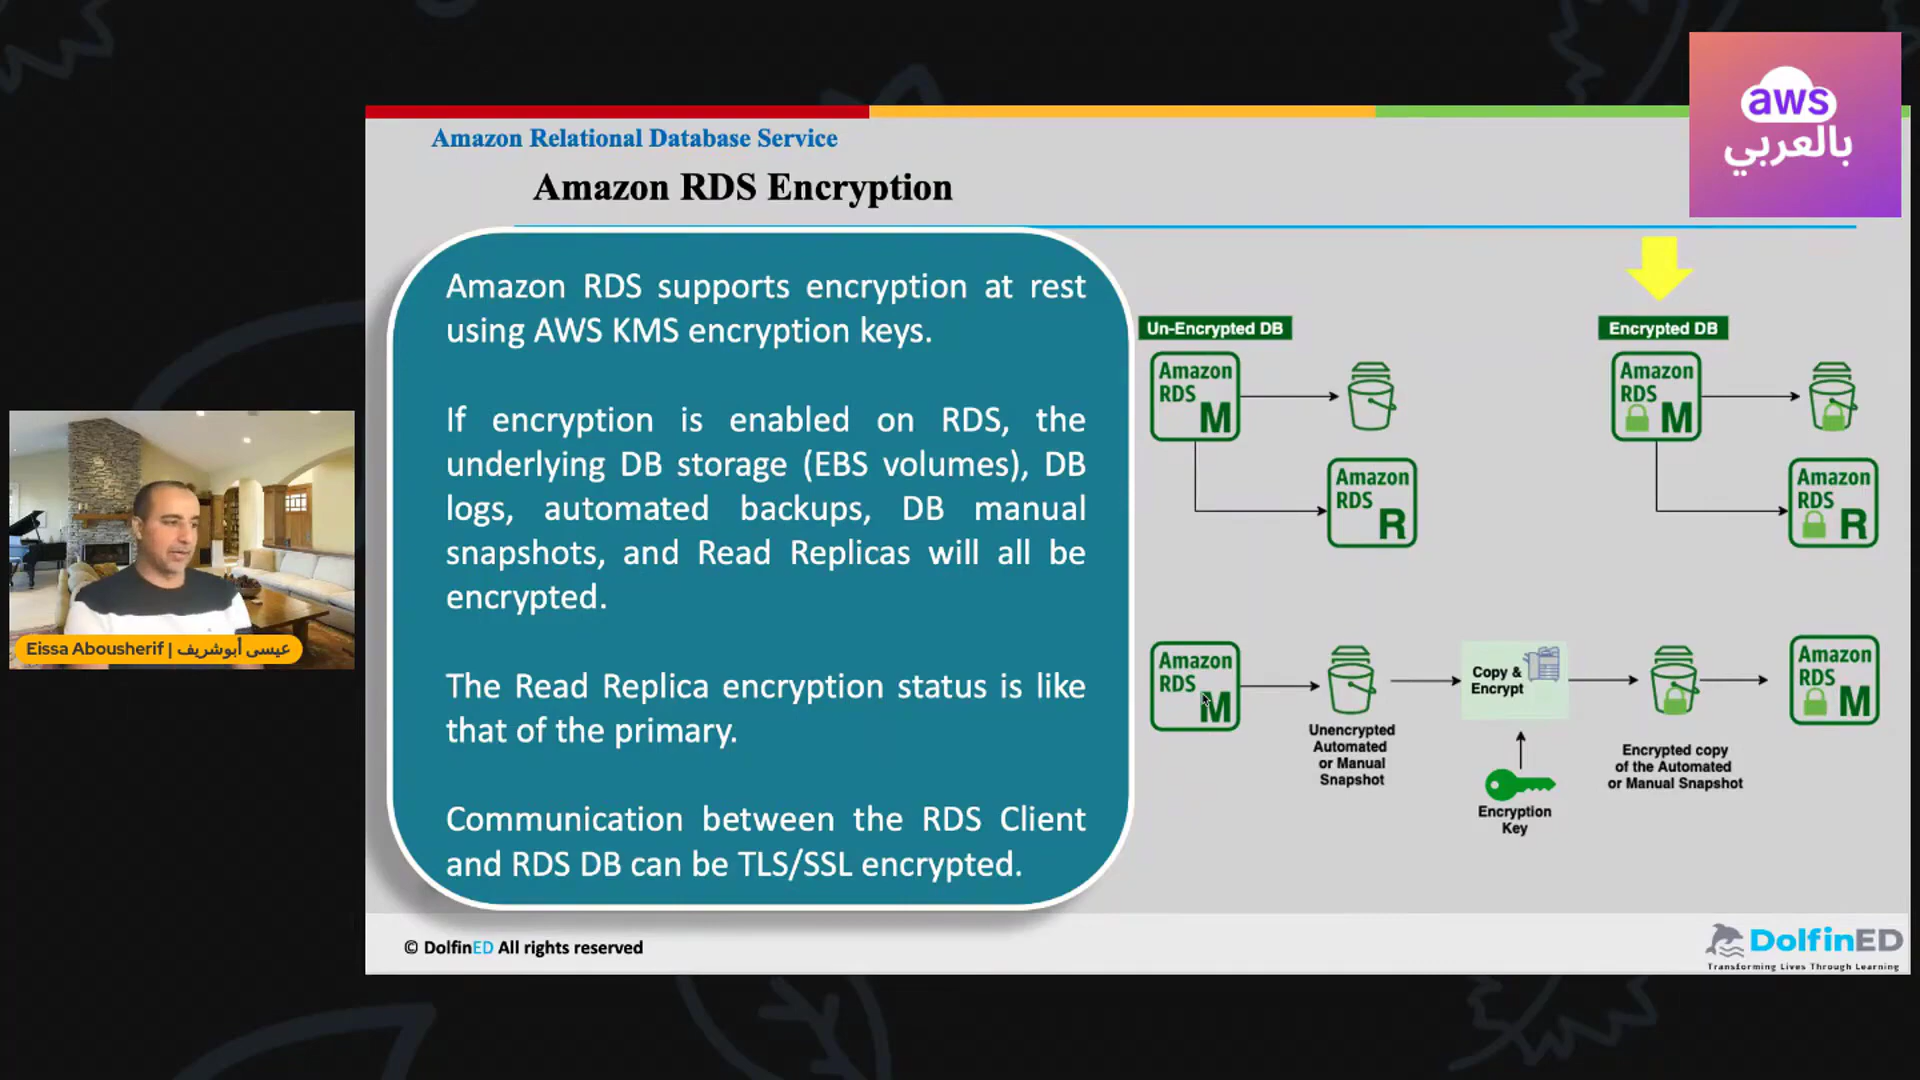 aws
بالعربي
Amazon Relational Database Service
Amazon RDS Encryption
Amazon RDS supports encryption at rest
using AWS KMS encryption keys.
If encryption is enabled on RDS, the
underlying DB storage (EBS volumes), DB
logs, automated backups, DB manual
snapshots, and Read Replicas will all be
encrypted.
The Read Replica encryption status is like
that of the primary.
Communication between the RDS Client
and RDS DB can be TLS/SSL encrypted.
Un-Encrypted DB
Amazon
RDS
M
Amazon
RDS
R
Encrypted DB
Amazon
RDS
M
Amazon
RDS
R
Amazon
RDS
M
Unencrypted
Automated
or Manual
Snapshot
Copy &
Encrypt
Encryption
Key
Encrypted copy
of the Automated
or Manual Snapshot
Amazon
RDS
M
Eissa Abousherif | عيسى أبوشريف
© DolfinED All rights reserved
DolfinED
Transforming Lives Through Learning